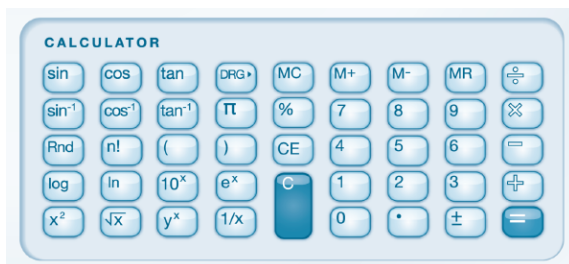 CALCULATOR
sin cos tan DRG▸ MC M+ M- MR ÷
sin⁻¹ cos⁻¹ tan⁻¹ π % 7 8 9 ×
Rnd n! ( ) CE 4 5 6 −
log ln 10ˣ eˣ C 1 2 3 +
x² √x yˣ 1/x 0 • ± =